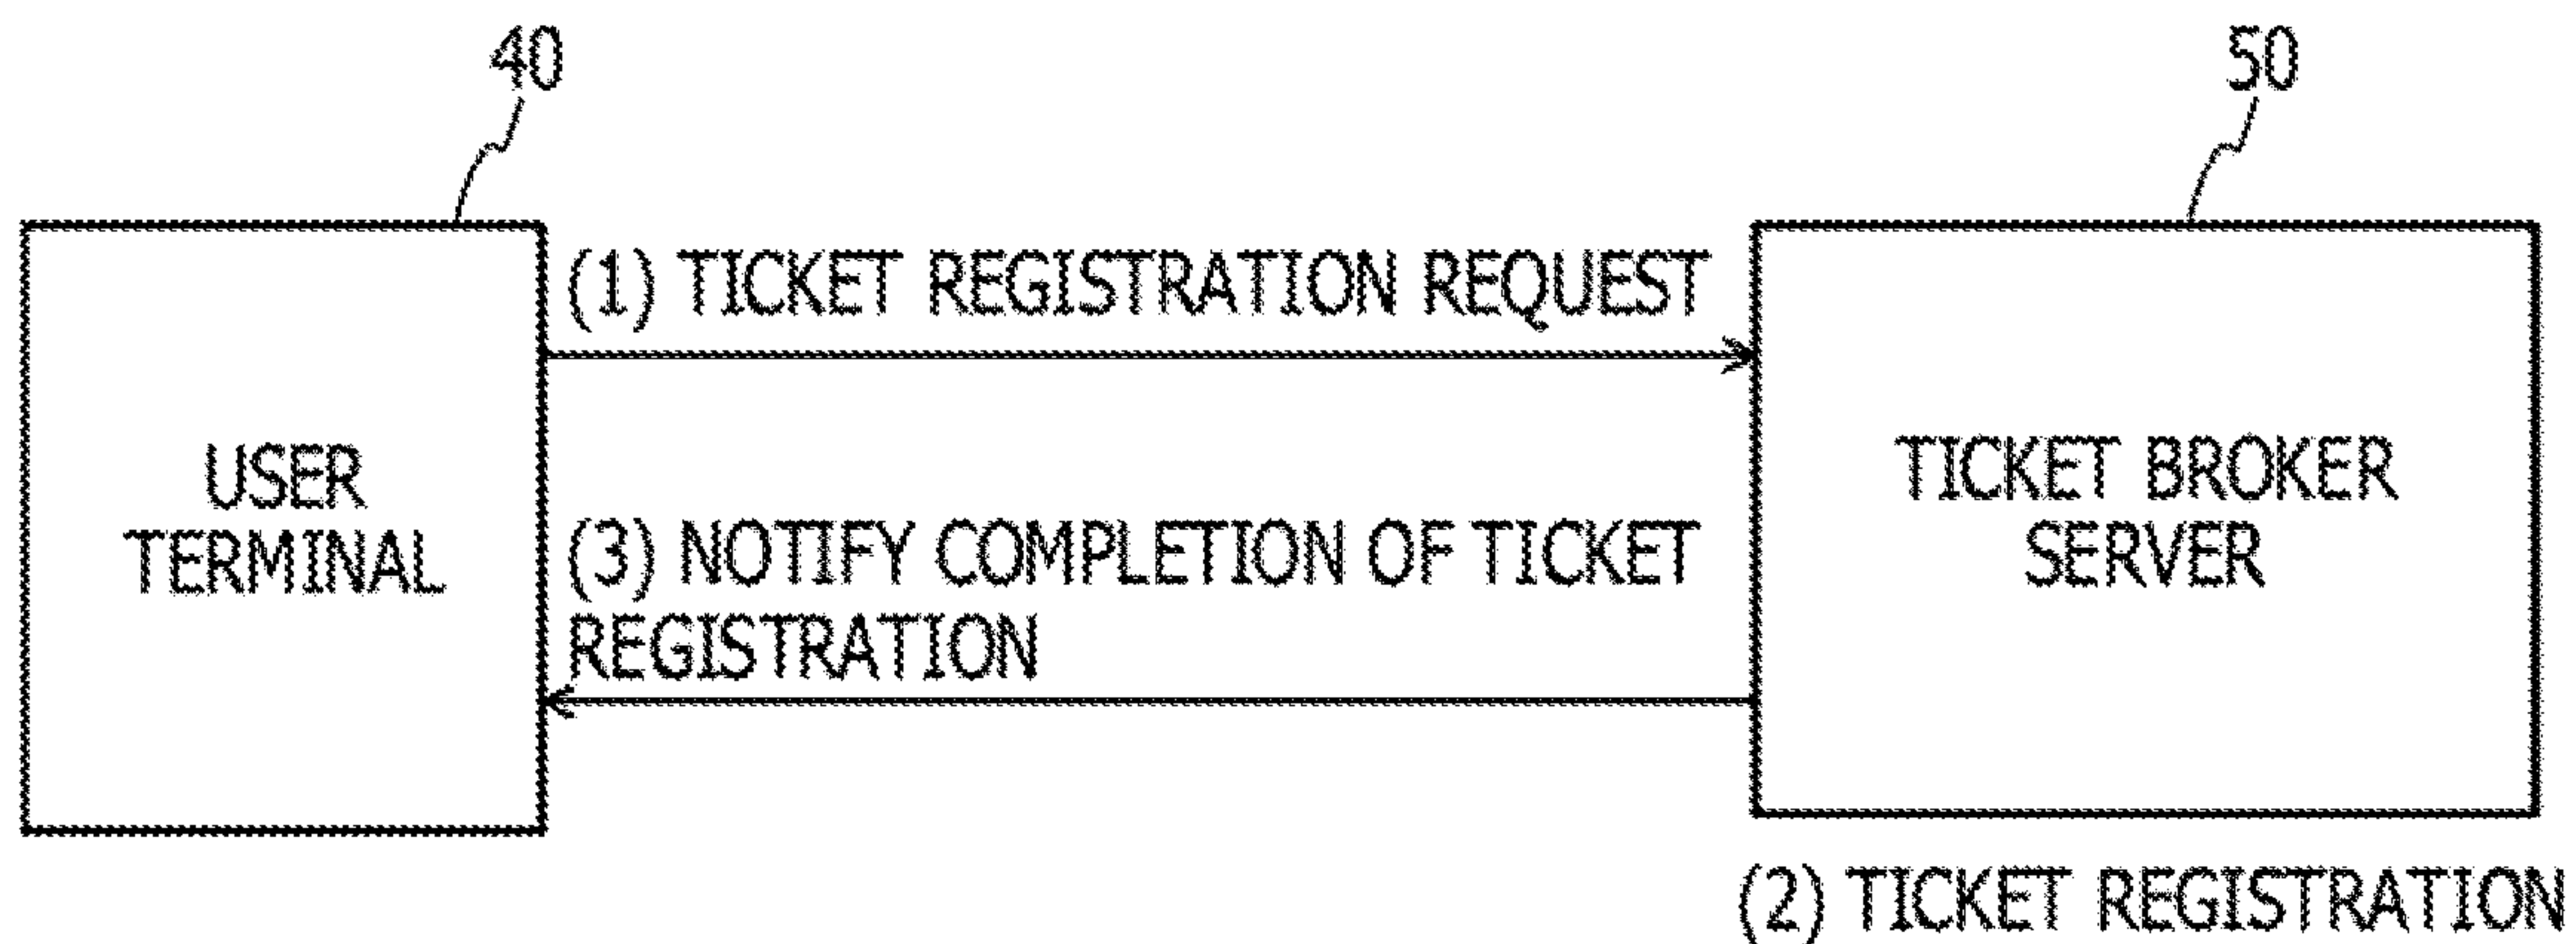 40
50
(1) TICKET REGISTRATION REQUEST
USER
TERMINAL
TICKET BROKER
SERVER
(3) NOTIFY COMPLETION OF TICKET
REGISTRATION
(2) TICKET REGISTRATION